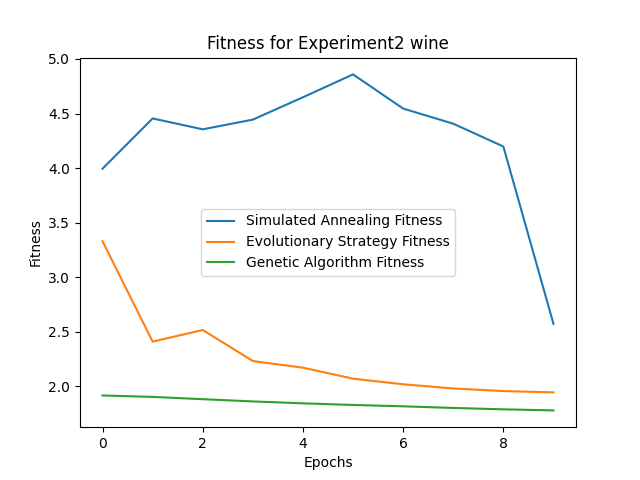 Fitness for Experiment2 wine
5.0
4.5
4.0
3.5
3.0
2.5
2.0
Fitness
Simulated Annealing Fitness
Evolutionary Strategy Fitness
Genetic Algorithm Fitness
0 2 4 6 8
Epochs